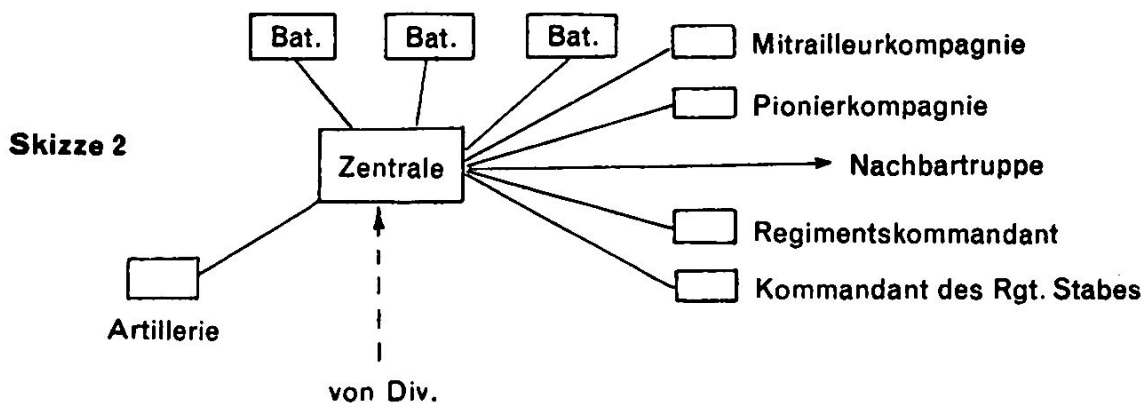 Bat.
Bat.
Bat.
Mitrailleurkompagnie
Pionierkompagnie
Skizze 2
Zentrale
Nachbartruppe
Regimentskommandant
Kommandant des Rgt. Stabes
Artillerie
von Div.